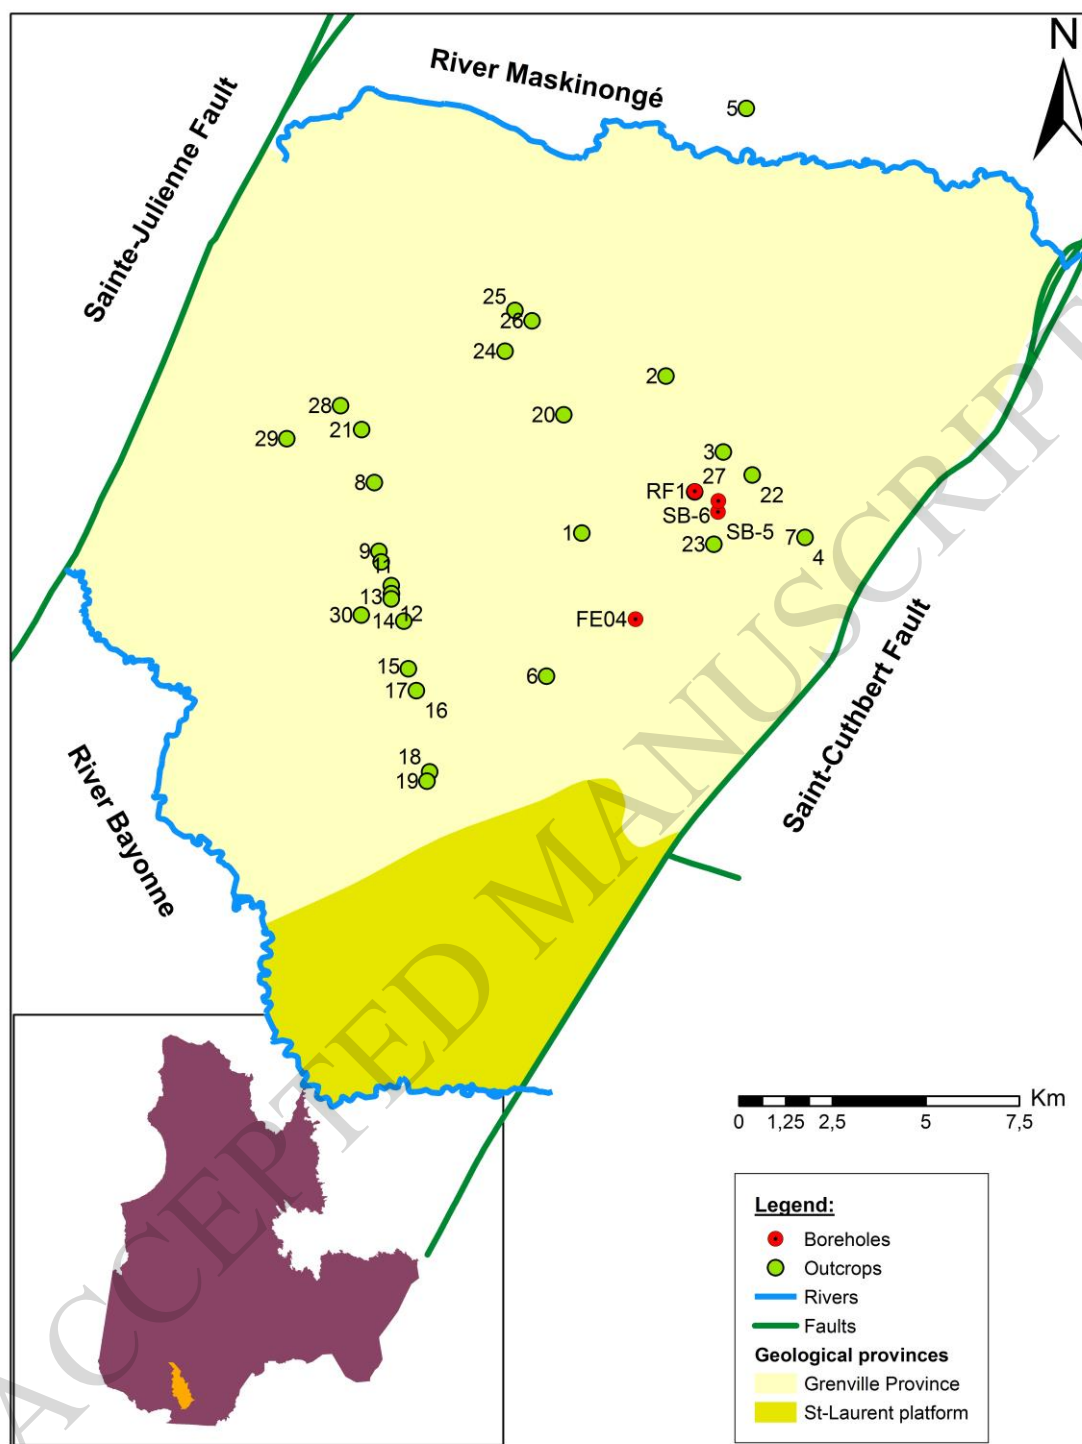 N
River Maskinongé
5
Sainte-Julienne Fault
25
26
24
2
28
20
21
29
3
8
27
22
RF1
SB-6
SB-5
1
7
23
4
9
11
13
12
30
14
FE04
15
6
17
16
18
19
Saint-Cuthbert Fault
River Bayonne
ACCEPTED MANUSCRIPT
Km
0 1,25 2,5 5 7,5
Legend:
Boreholes
Outcrops
Rivers
Faults
Geological provinces
Grenville Province
St-Laurent platform